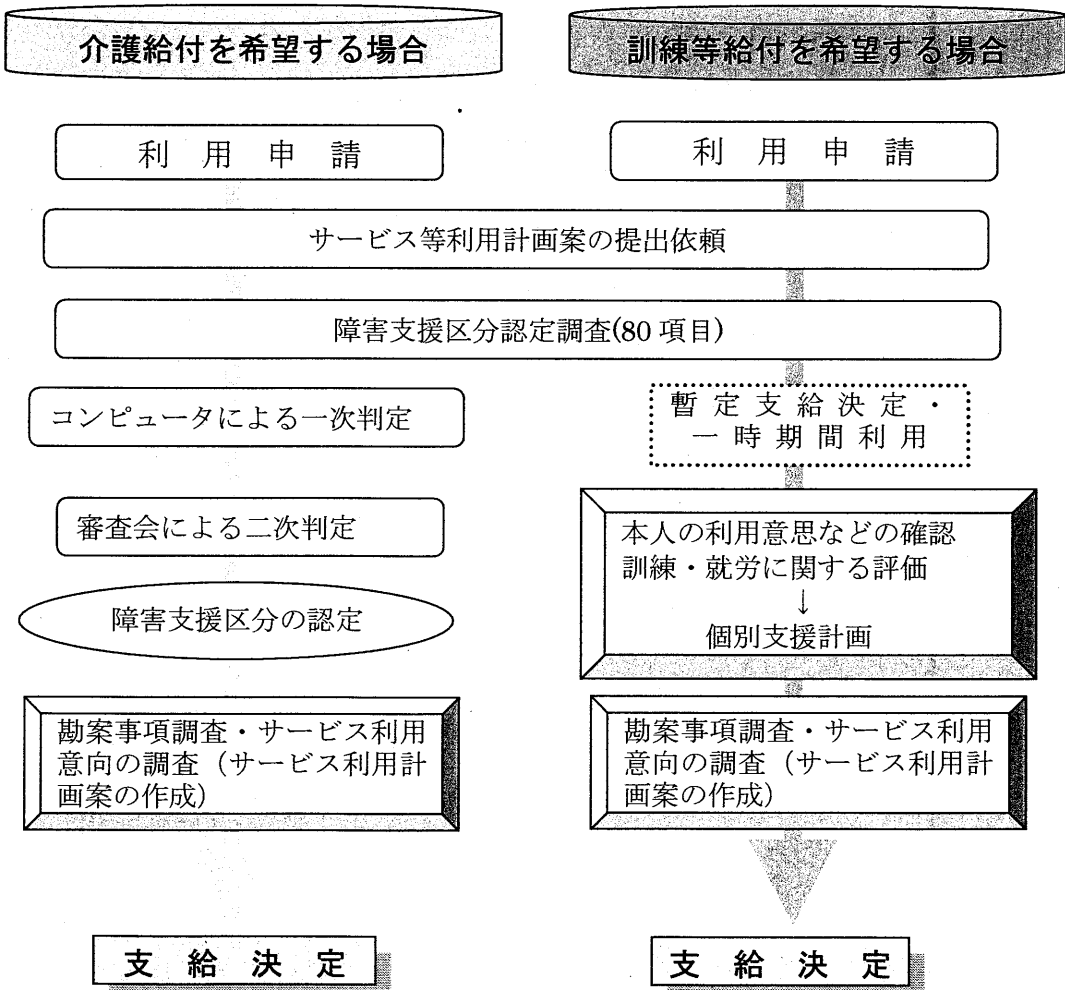 介護給付を希望する場合
訓練等給付を希望する場合
利用申請
利用申請
サービス等利用計画案の提出依頼
障害支援区分認定調査(80項目)
コンピュータによる一次判定
暫定支給決定・
一時期間利用
審査会による二次判定
本人の利用意思などの確認
訓練・就労に関する評価
↓
個別支援計画
障害支援区分の認定
勘案事項調査・サービス利用
意向の調査（サービス利用計
画案の作成）
勘案事項調査・サービス利用
意向の調査（サービス利用計
画案の作成）
支給決定
支給決定